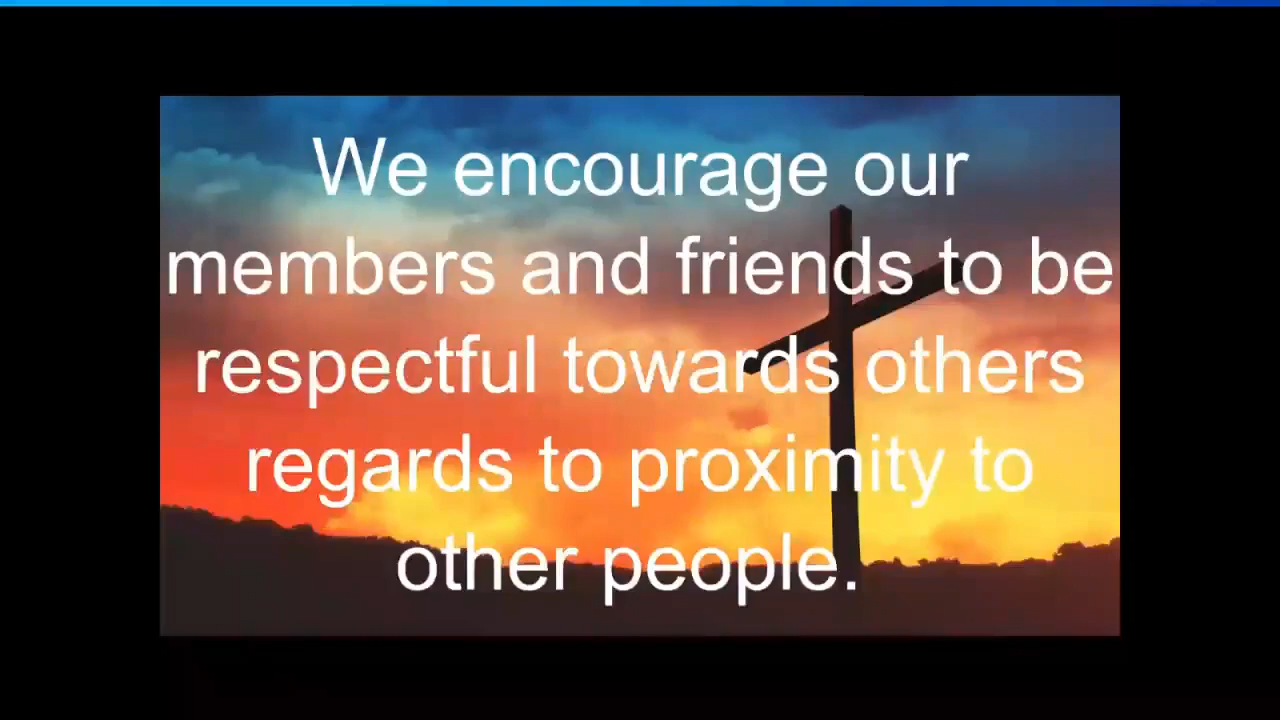 We encourage our
members and friends to be
respectful towards others
regards to proximity to
other people.